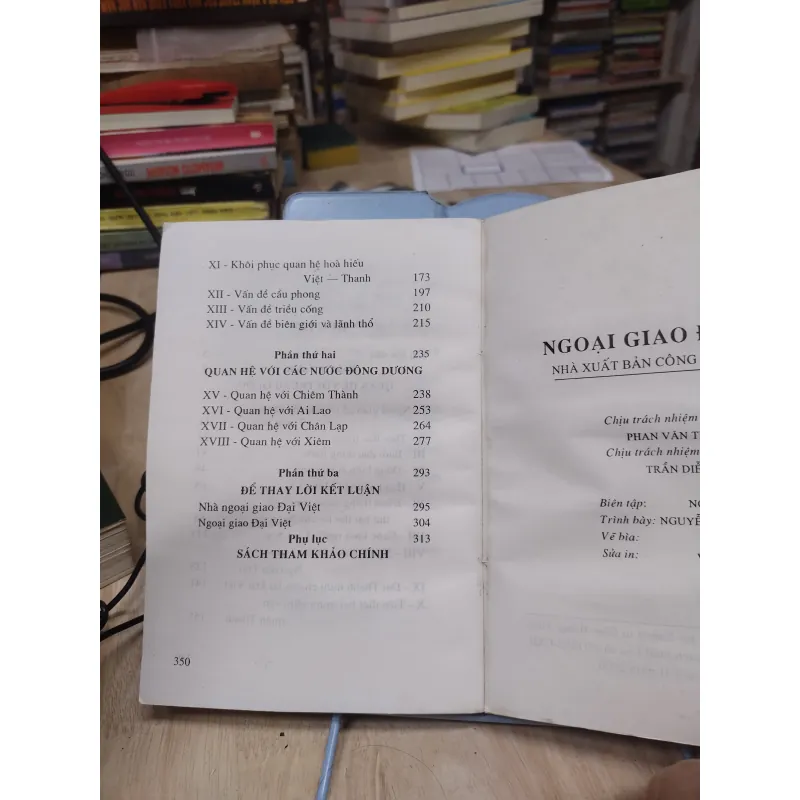 XI - Khôi phục quan hệ hoà hiếu
Việt — Thanh 173
XII - Vấn đề cầu phong 197
XIII - Vấn đề triều cống 210
XIV - Vấn đề biên giới và lãnh thổ 215
Phần thứ hai 235
QUAN HỆ VỚI CÁC NƯỚC ĐÔNG DƯƠNG
XV - Quan hệ với Chiêm Thành 238
XVI - Quan hệ với Ai Lao 253
XVII - Quan hệ với Chân Lạp 264
XVIII - Quan hệ với Xiêm 277
Phần thứ ba 293
ĐỂ THAY LỜI KẾT LUẬN
Nhà ngoại giao Đại Việt 295
Ngoại giao Đại Việt 304
Phụ lục 313
SÁCH THAM KHẢO CHÍNH
350
NGOẠI GIAO
NHÀ XUẤT BẢN CÔNG
Chịu trách nhiệm
PHAN VĂN
Chịu trách nhiệm
TRẦN
Biên tập:
Trình bày: NGUYỄ
Vẽ bìa:
Sửa in: